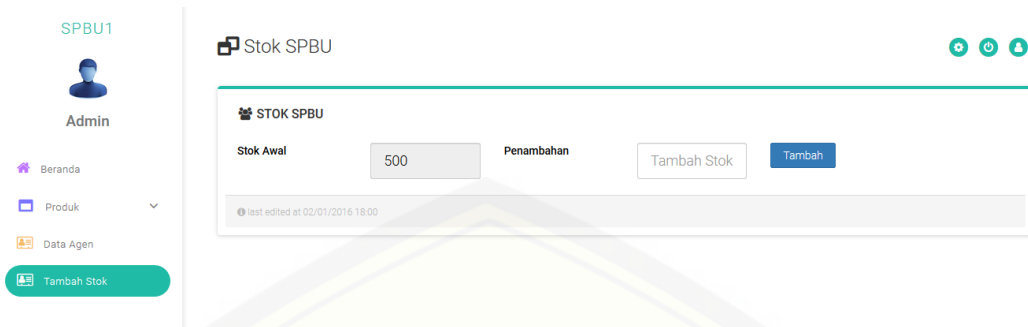 SPBU1
Admin
Beranda
Produk
Data Agen
Tambah Stok
Stok SPBU
STOK SPBU
Stok Awal 500 Penambahan Tambah Stok Tambah
last edited at 02/01/2016 18:00